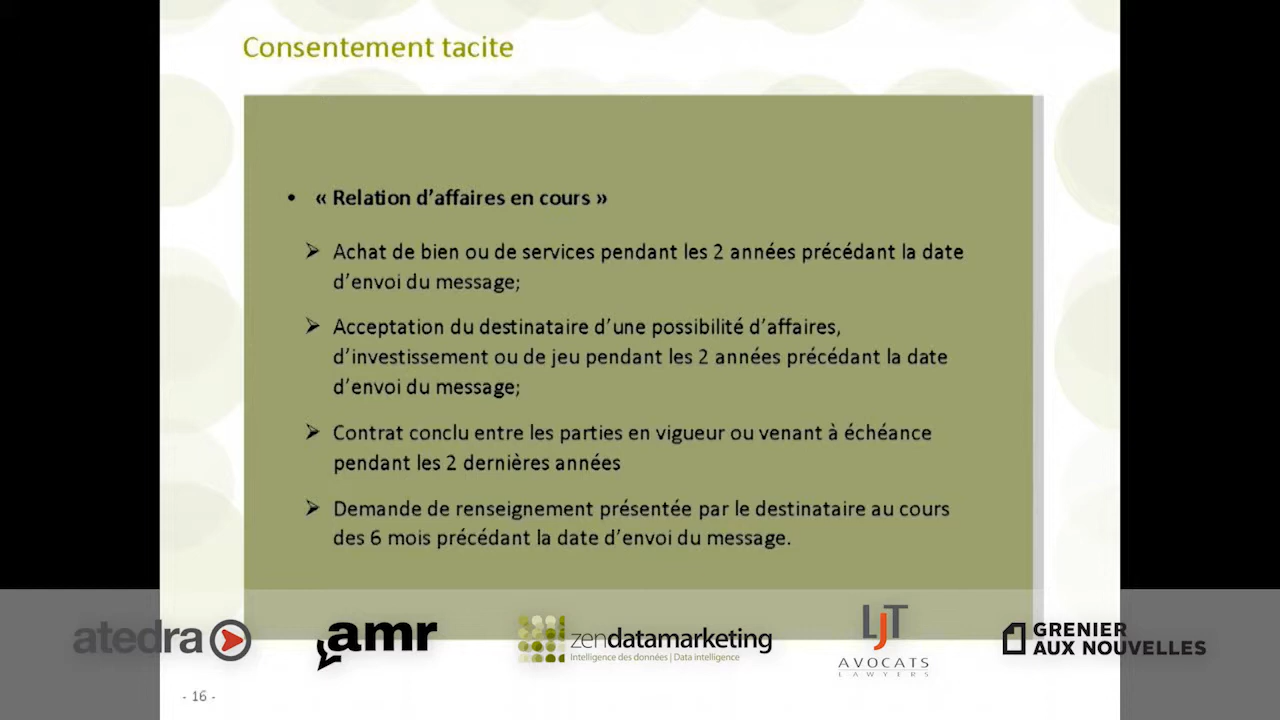 Consentement tacite
• « Relation d’affaires en cours »
➢ Achat de bien ou de services pendant les 2 années précédant la date
d’envoi du message;
➢ Acceptation du destinataire d’une possibilité d’affaires,
d’investissement ou de jeu pendant les 2 années précédant la date
d’envoi du message;
➢ Contrat conclu entre les parties en vigueur ou venant à échéance
pendant les 2 dernières années
➢ Demande de renseignement présentée par le destinataire au cours
des 6 mois précédant la date d’envoi du message.
atedra
amr
zendatamarketing
Intelligence des données | Data intelligence
LJT
AVOCATS
LAWYERS
GRENIER
AUX NOUVELLES
- 16 -